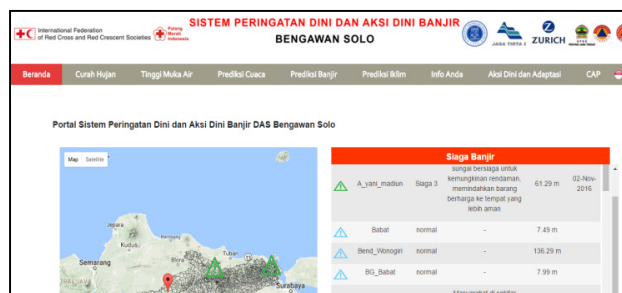 International Federation
of Red Cross and Red Crescent Societies
Palang
Merah
Indonesia
SISTEM PERINGATAN DINI DAN AKSI DINI BANJIR
BENGAWAN SOLO
JASA TIRTA I
ZURICH
Beranda Curah Hujan Tinggi Muka Air Prediksi Cuaca Prediksi Banjir Prediksi Iklim Info Anda Aksi Dini dan Adaptasi CAP
Portal Sistem Peringatan Dini dan Aksi Dini Banjir DAS Bengawan Solo
Map Satellite
Jepara
Kudus
Rembang
Semarang
Blora
Tuban
Surabaya
Siaga Banjir
sungai bersiaga untuk
kemungkinan rendaman,
A_yani_madiun Siaga 3 memindahkan barang 61.29 m 02-Nov-
2016
berharga ke tempat yang
lebih aman
Babat normal - 7.49 m
Bend_Wonogiri normal - 136.29 m
BG_Babat normal - 7.99 m